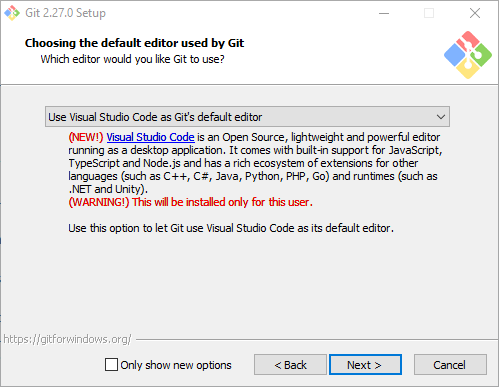 Git 2.27.0 Setup
Choosing the default editor used by Git
Which editor would you like Git to use?
Use Visual Studio Code as Git's default editor
(NEW!) Visual Studio Code is an Open Source, lightweight and powerful editor
running as a desktop application. It comes with built-in support for JavaScript,
TypeScript and Node.js and has a rich ecosystem of extensions for other
languages (such as C++, C#, Java, Python, PHP, Go) and runtimes (such as
.NET and Unity).
(WARNING!) This will be installed only for this user.
Use this option to let Git use Visual Studio Code as its default editor.
https://gitforwindows.org/
Only show new options
< Back
Next >
Cancel